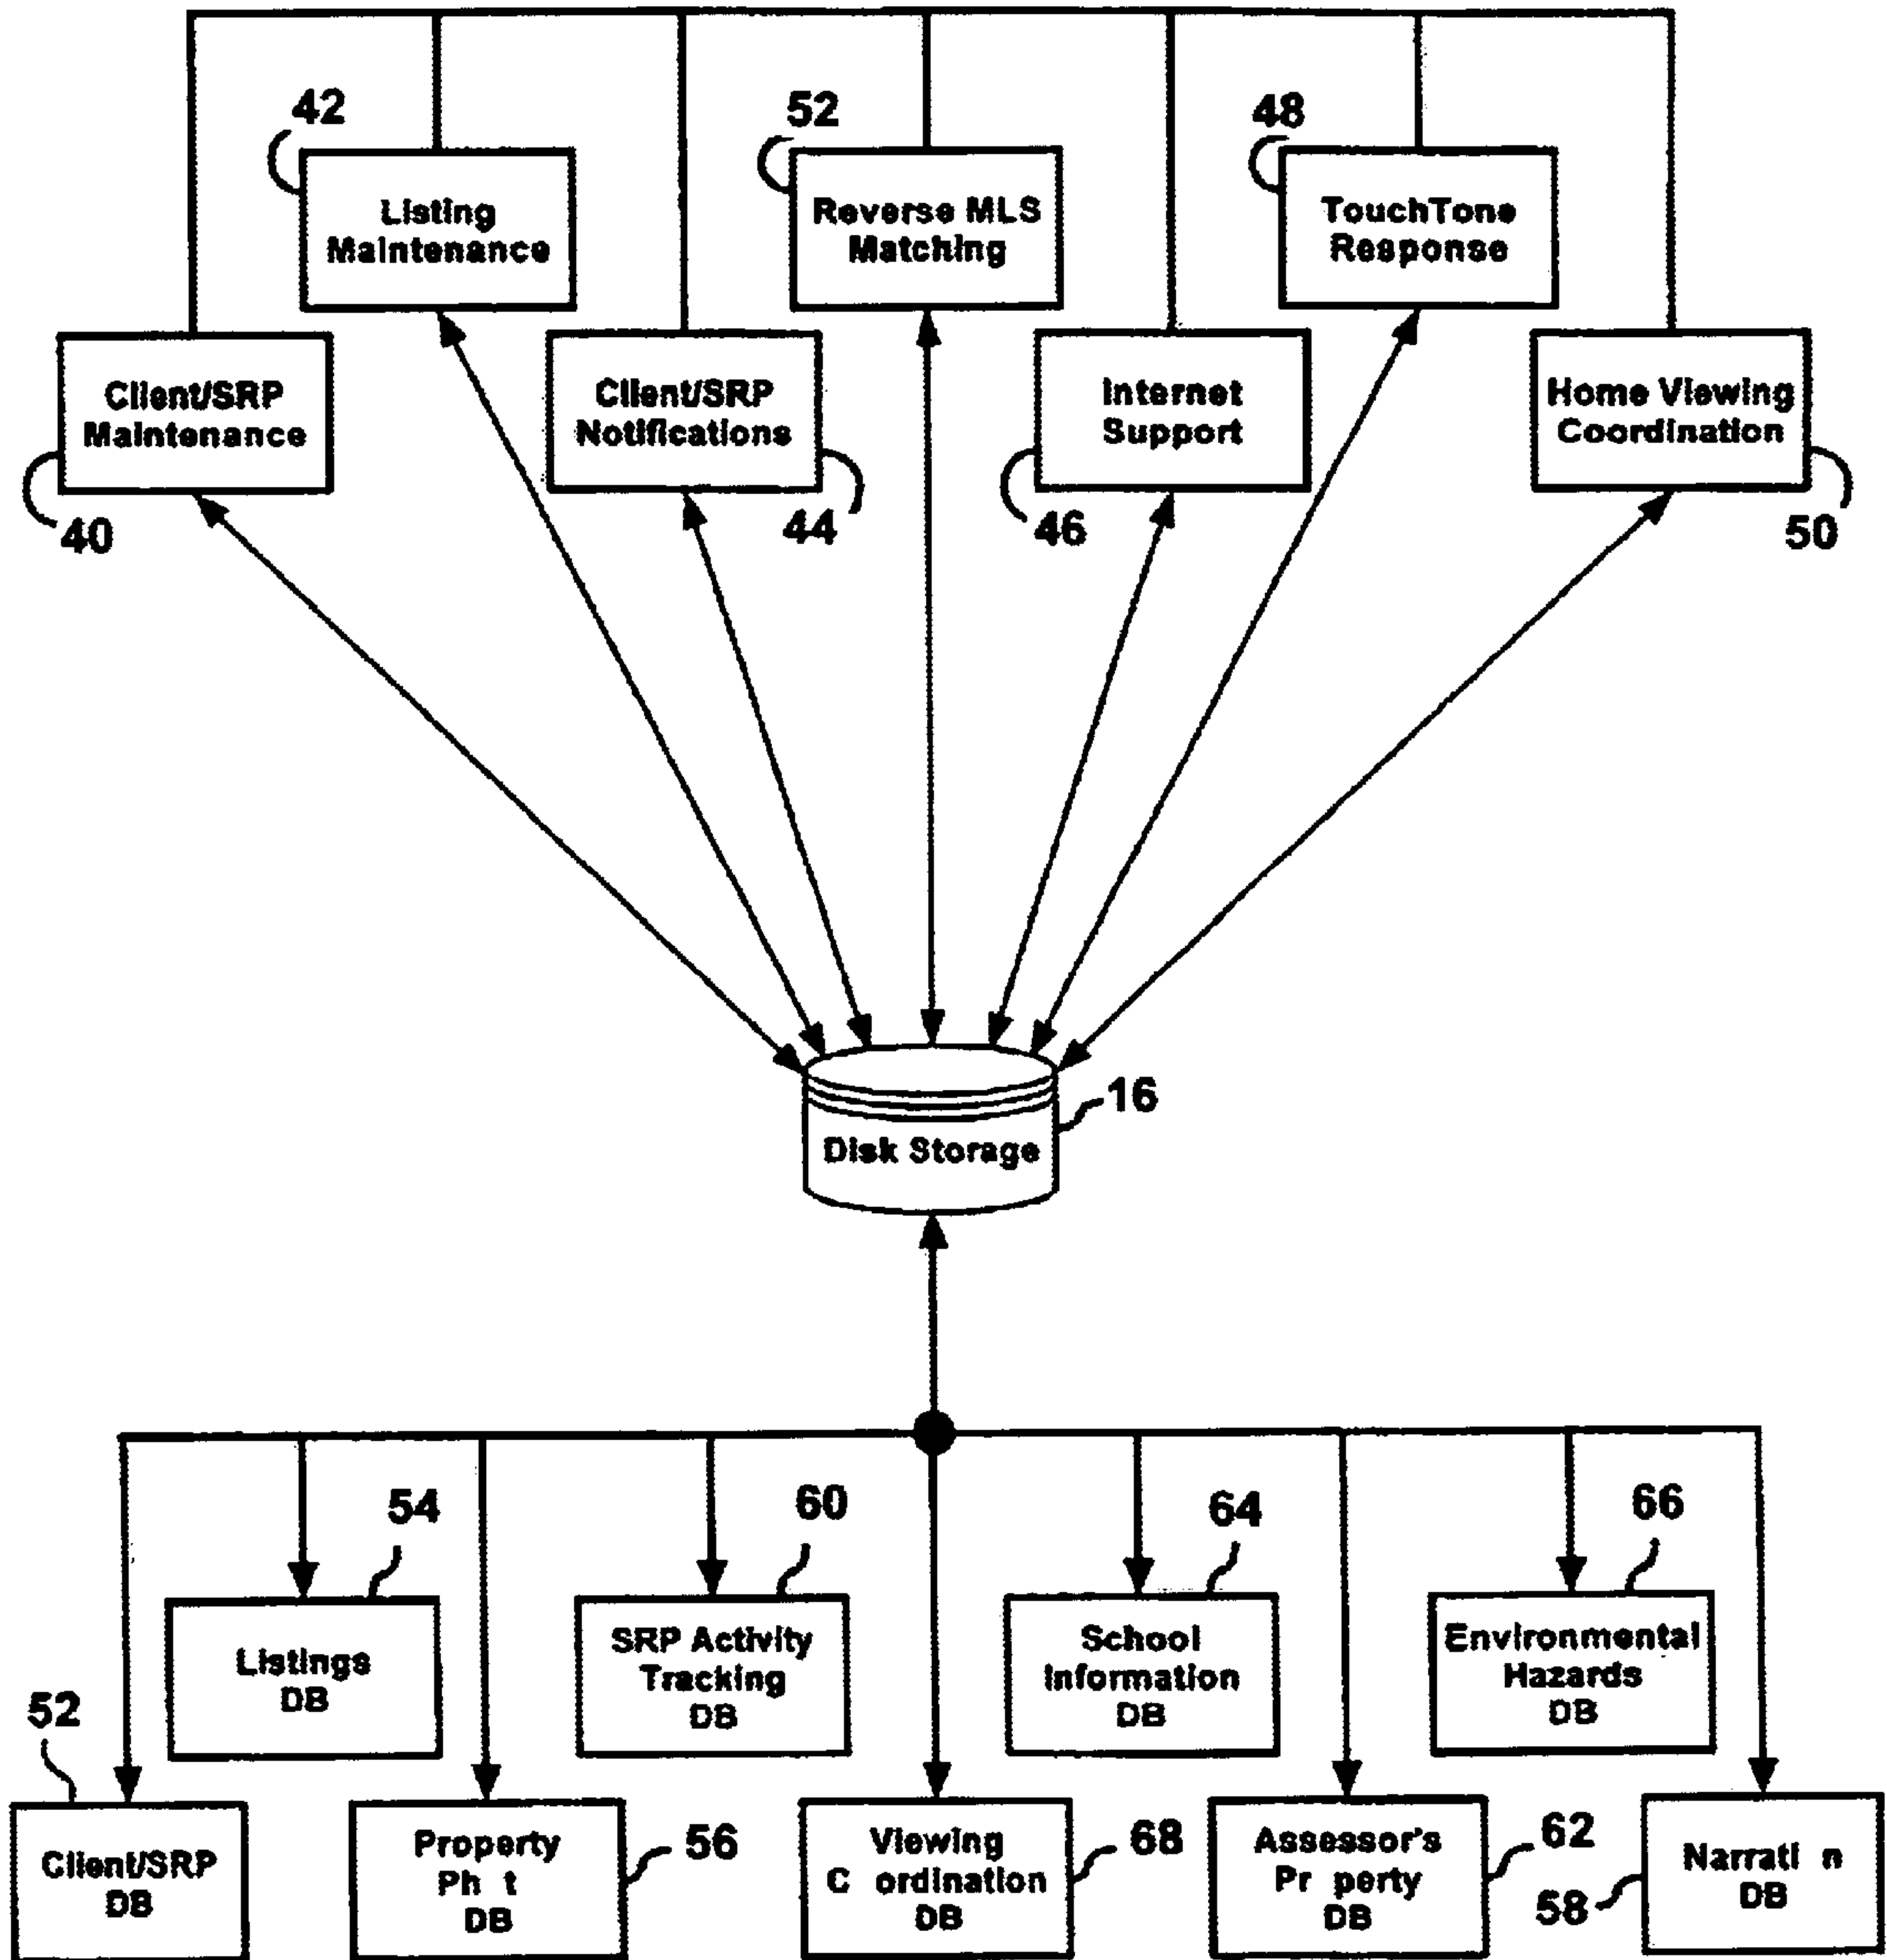 42
52
48
Listing
Maintenance
Reverse MLS
Matching
TouchTone
Response
Client/SRP
Maintenance
Client/SRP
Notifications
Internet
Support
Home Viewing
Coordination
40
44
46
50
16
Disk Storage
54
60
64
66
Listings
DB
SRP Activity
Tracking
DB
School
Information
DB
Environmental
Hazards
DB
52
Client/SRP
DB
Property
Ph t
DB
56
Viewing
C ordination
DB
68
Assessor's
Pr perty
DB
62
58
Narrati n
DB